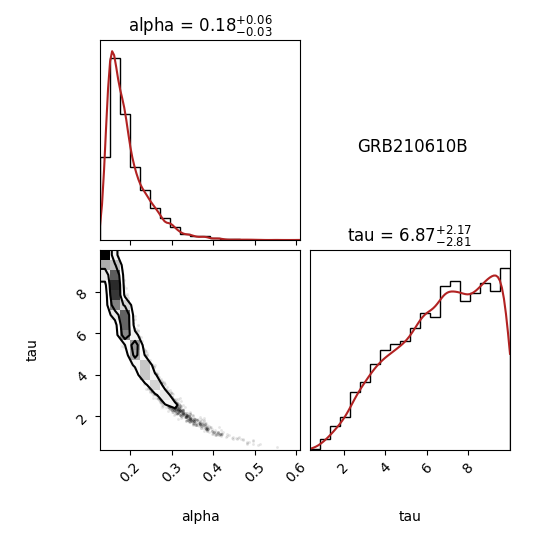 alpha = 0.18+0.06
−0.03
GRB210610B
tau = 6.87+2.17
−2.81
tau
8
6
4
2
0.2 0.3 0.4 0.5 0.6
2 4 6 8
alpha tau